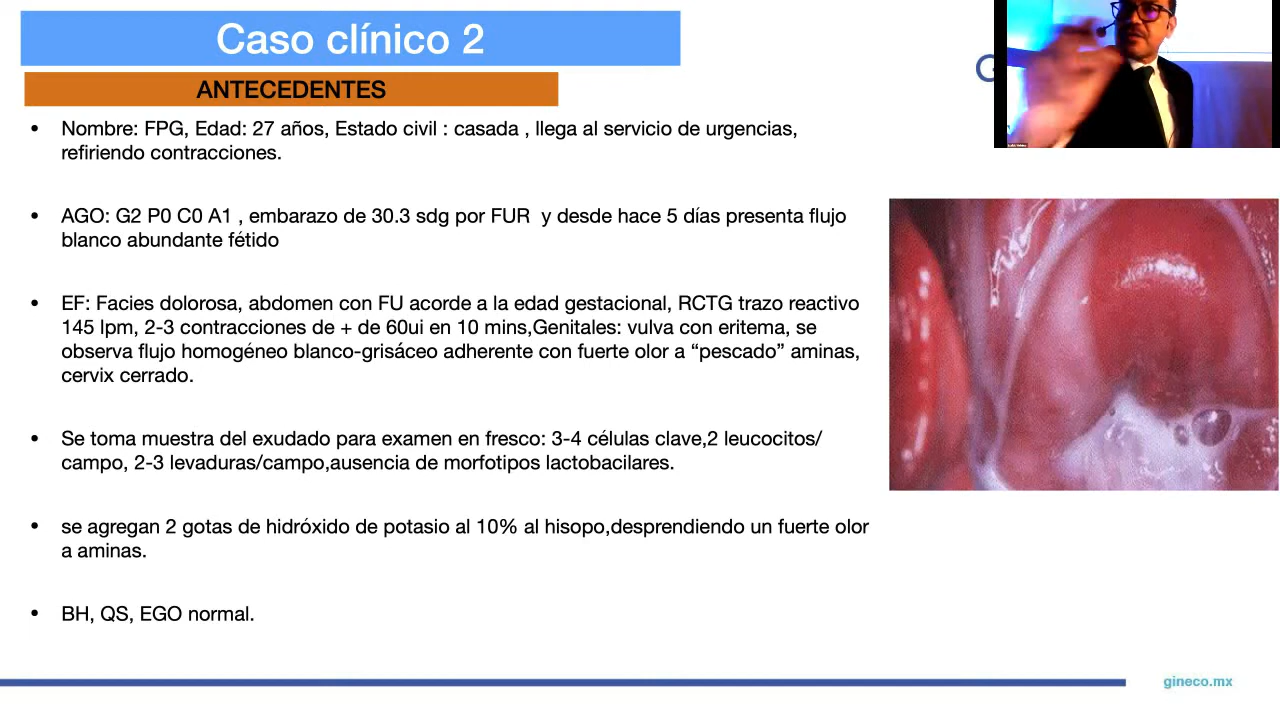 Caso clínico 2
ANTECEDENTES
• Nombre: FPG, Edad: 27 años, Estado civil : casada , llega al servicio de urgencias,
refiriendo contracciones.
• AGO: G2 P0 C0 A1 , embarazo de 30.3 sdg por FUR y desde hace 5 días presenta flujo
blanco abundante fétido
• EF: Facies dolorosa, abdomen con FU acorde a la edad gestacional, RCTG trazo reactivo
145 lpm, 2-3 contracciones de + de 60ui en 10 mins,Genitales: vulva con eritema, se
observa flujo homogéneo blanco-grisáceo adherente con fuerte olor a “pescado” aminas,
cervix cerrado.
• Se toma muestra del exudado para examen en fresco: 3-4 células clave,2 leucocitos/
campo, 2-3 levaduras/campo,ausencia de morfotipos lactobacilares.
• se agregan 2 gotas de hidróxido de potasio al 10% al hisopo,desprendiendo un fuerte olor
a aminas.
• BH, QS, EGO normal.
gineco.mx